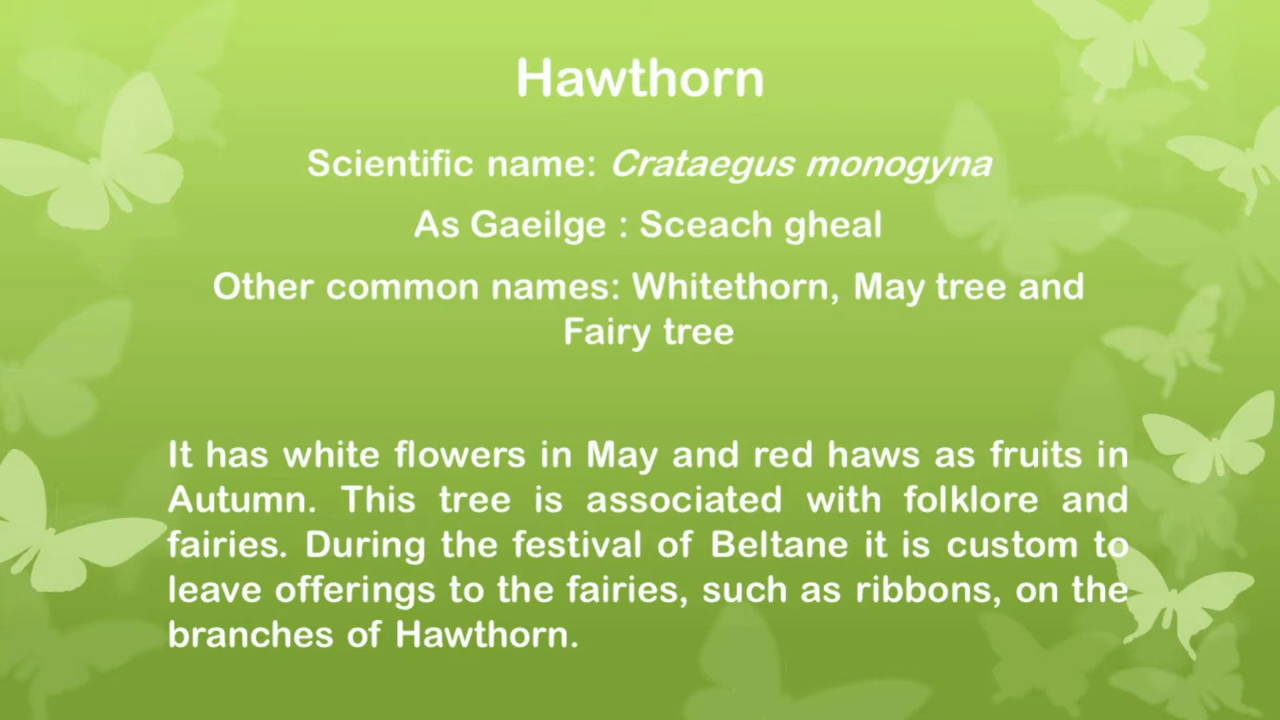 Hawthorn
Scientific name: Crataegus monogyna
As Gaeilge : Sceach gheal
Other common names: Whitethorn, May tree and
Fairy tree
It has white flowers in May and red haws as fruits in
Autumn. This tree is associated with folklore and
fairies. During the festival of Beltane it is custom to
leave offerings to the fairies, such as ribbons, on the
branches of Hawthorn.